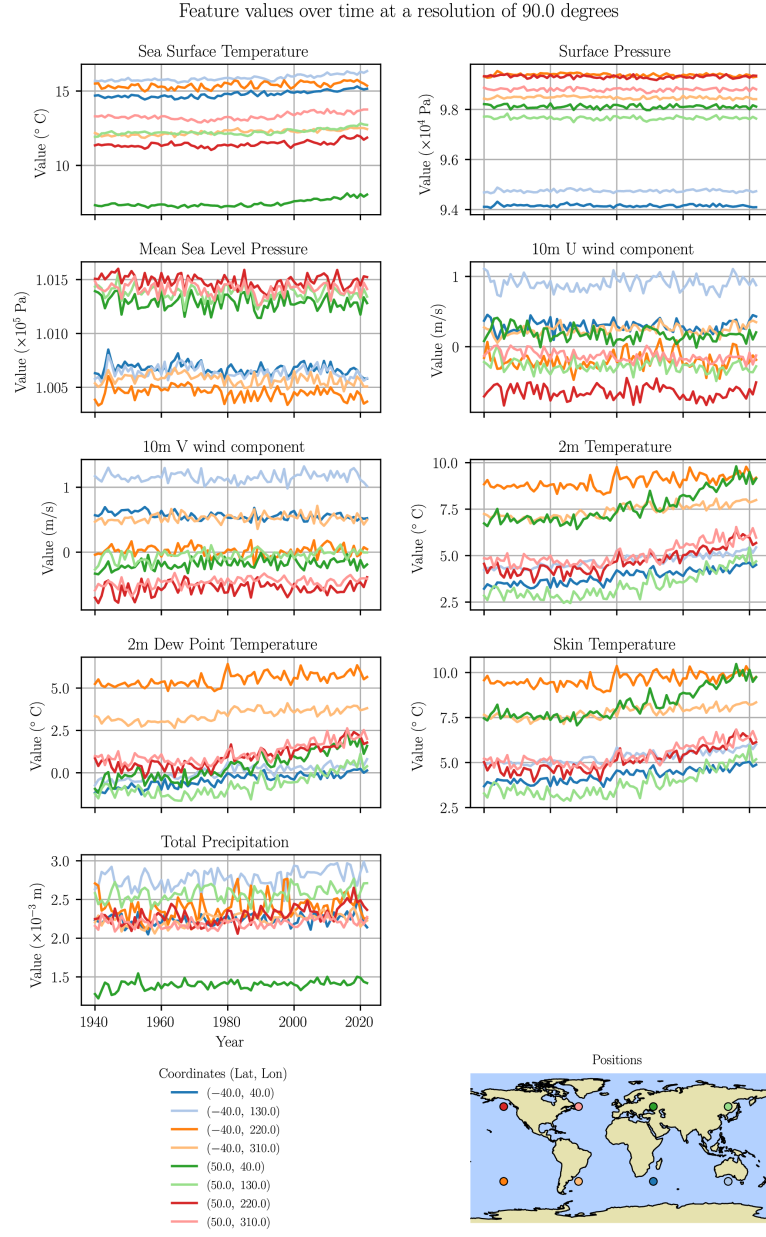 Feature values over time at a resolution of 90.0 degrees
Sea Surface Temperature
Value (° C)
15
10
Surface Pressure
Value (×10⁴ Pa)
9.8
9.6
9.4
Mean Sea Level Pressure
Value (×10⁵ Pa)
1.015
1.010
1.005
10m U wind component
Value (m/s)
1
0
10m V wind component
Value (m/s)
1
0
2m Temperature
Value (° C)
10.0
7.5
5.0
2.5
2m Dew Point Temperature
Value (° C)
5.0
2.5
0.0
Skin Temperature
Value (° C)
10.0
7.5
5.0
2.5
Total Precipitation
Value (×10⁻³ m)
3.0
2.5
2.0
1.5
1940 1960 1980 2000 2020
Year
Coordinates (Lat, Lon)
(−40.0, 40.0)
(−40.0, 130.0)
(−40.0, 220.0)
(−40.0, 310.0)
(50.0, 40.0)
(50.0, 130.0)
(50.0, 220.0)
(50.0, 310.0)
Positions